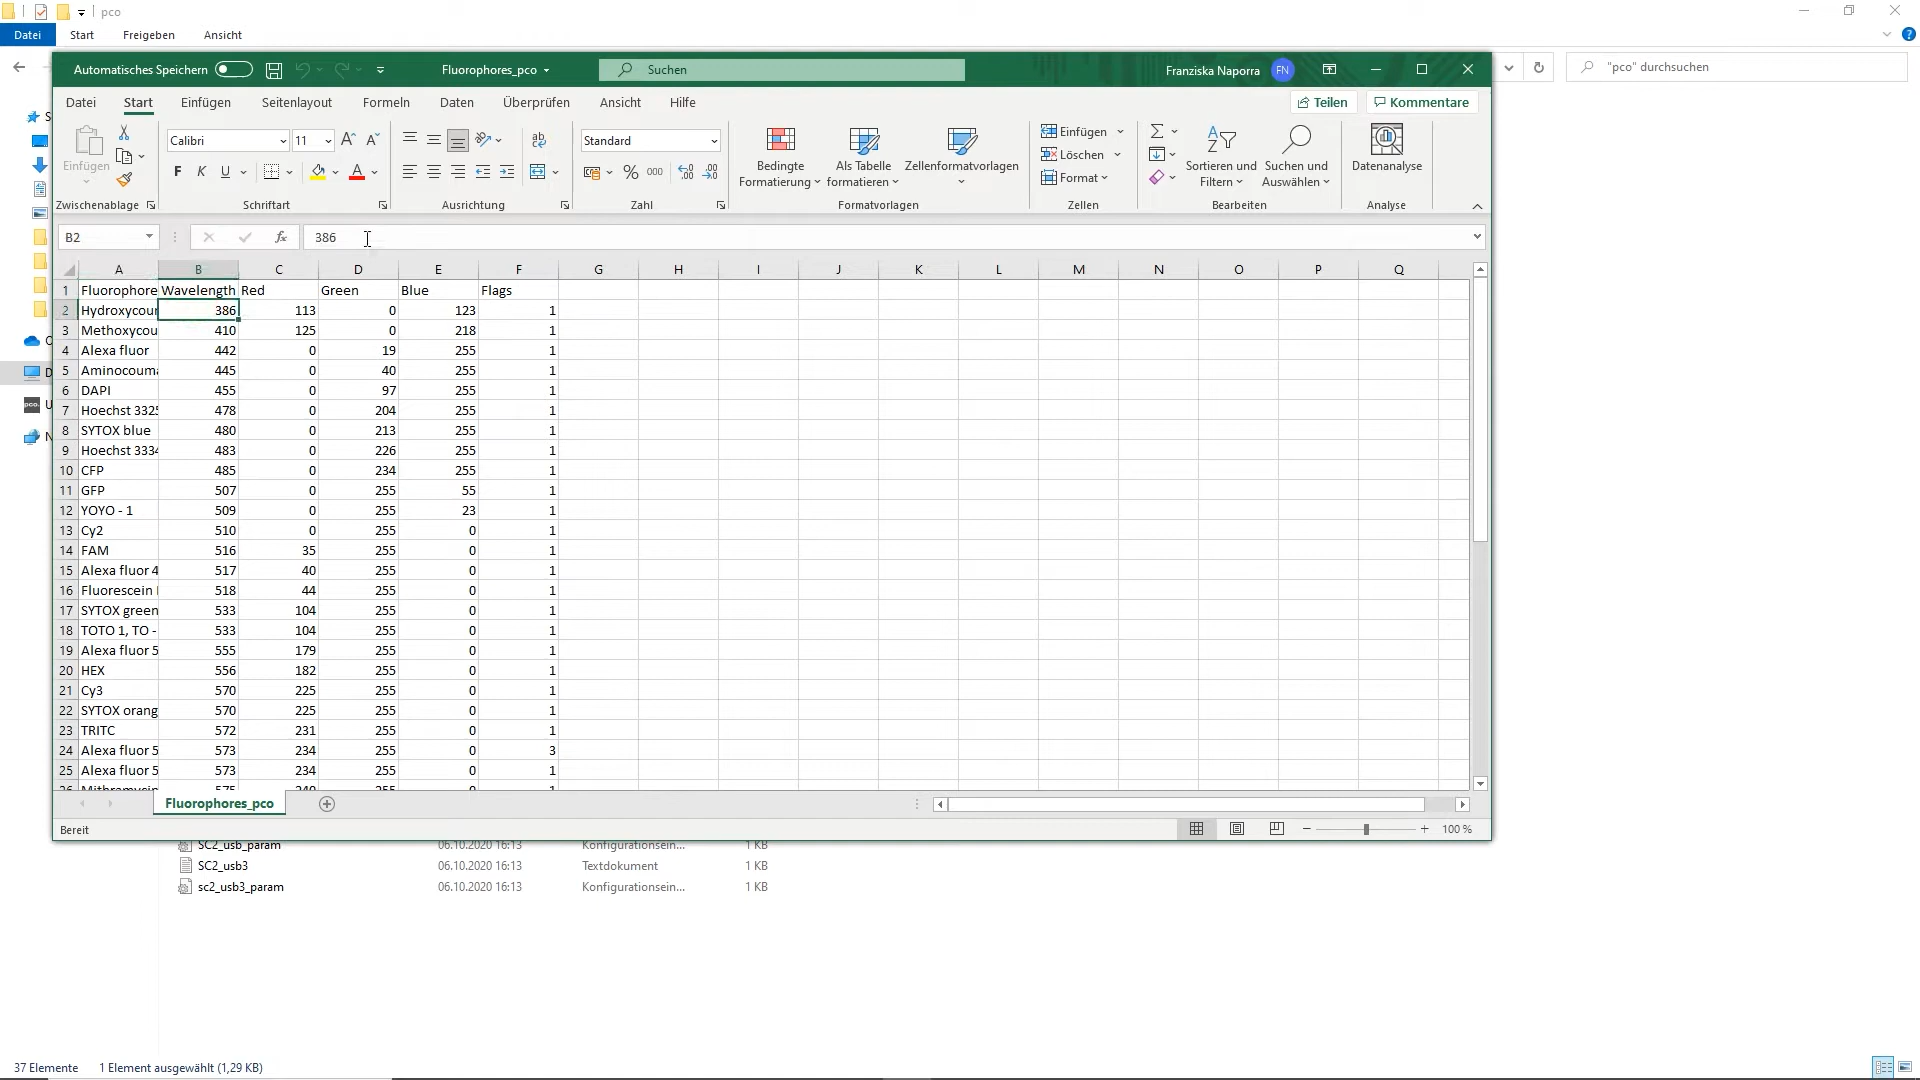 pco
Datei Start Freigeben Ansicht
"pco" durchsuchen
Automatisches Speichern Fluorophores_pco Suchen Franziska Naporra FN
Datei Start Einfügen Seitenlayout Formeln Daten Überprüfen Ansicht Hilfe Teilen Kommentare
Einfügen Calibri 11 Standard Bedingte Formatierung Als Tabelle formatieren Zellenformatvorlagen Einfügen Löschen Format Sortieren und Filtern Suchen und Auswählen Datenanalyse
F K U % 000
Zwischenablage Schriftart Ausrichtung Zahl Formatvorlagen Zellen Bearbeiten Analyse
B2 fx 386
A B C D E F G H I J K L M N O P Q
1 Fluorophore Wavelength Red Green Blue Flags
2 Hydroxycour 386 113 0 123 1
3 Methoxycou 410 125 0 218 1
4 Alexa fluor 442 0 19 255 1
5 Aminocouma 445 0 40 255 1
6 DAPI 455 0 97 255 1
7 Hoechst 3325 478 0 204 255 1
8 SYTOX blue 480 0 213 255 1
9 Hoechst 3334 483 0 226 255 1
10 CFP 485 0 234 255 1
11 GFP 507 0 255 55 1
12 YOYO - 1 509 0 255 23 1
13 Cy2 510 0 255 0 1
14 FAM 516 35 255 0 1
15 Alexa fluor 4 517 40 255 0 1
16 Fluorescein 518 44 255 0 1
17 SYTOX green 533 104 255 0 1
18 TOTO 1, TO - 533 104 255 0 1
19 Alexa fluor 5 555 179 255 0 1
20 HEX 556 182 255 0 1
21 Cy3 570 225 255 0 1
22 SYTOX orang 570 225 255 0 1
23 TRITC 572 231 255 0 1
24 Alexa fluor 5 573 234 255 0 3
25 Alexa fluor 5 573 234 255 0 1
26 Mithramycin 575 240 255 0 1
Fluorophores_pco
Bereit 100 %
SC2_usb_param 06.10.2020 16:13 Konfigurationsein... 1 KB
SC2_usb3 06.10.2020 16:13 Textdokument 1 KB
sc2_usb3_param 06.10.2020 16:13 Konfigurationsein... 1 KB
37 Elemente 1 Element ausgewählt (1,29 KB)